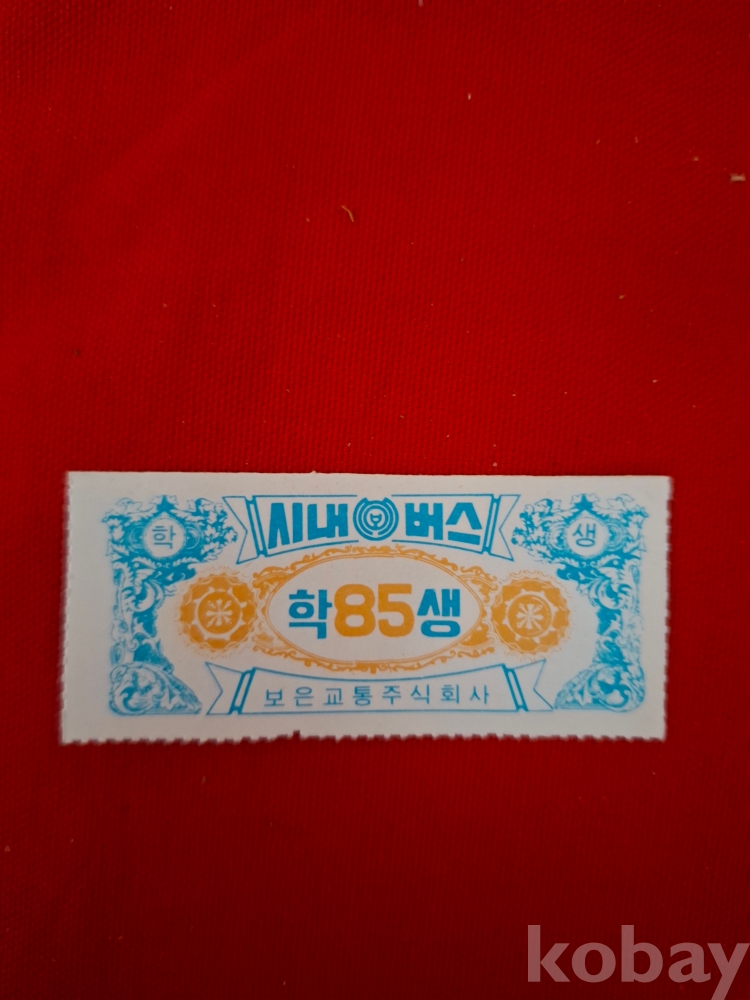 시내 버스
학 생
학85생
보은교통주식회사
kobay